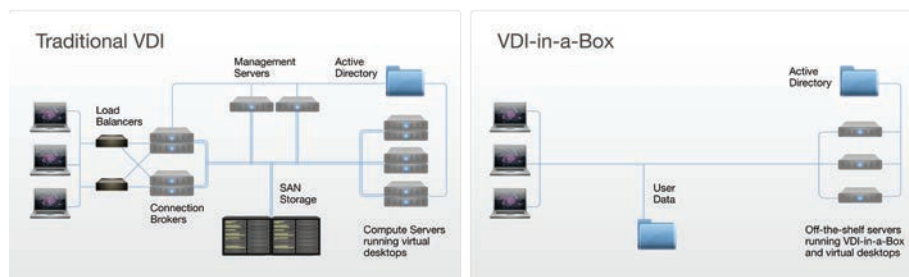 Traditional VDI
Management
Servers
Active
Directory
Load
Balancers
Connection
Brokers
SAN
Storage
Compute Servers
running virtual
desktops
VDI-in-a-Box
Active
Directory
User
Data
Off-the-shelf servers
running VDI-in-a-Box
and virtual desktops